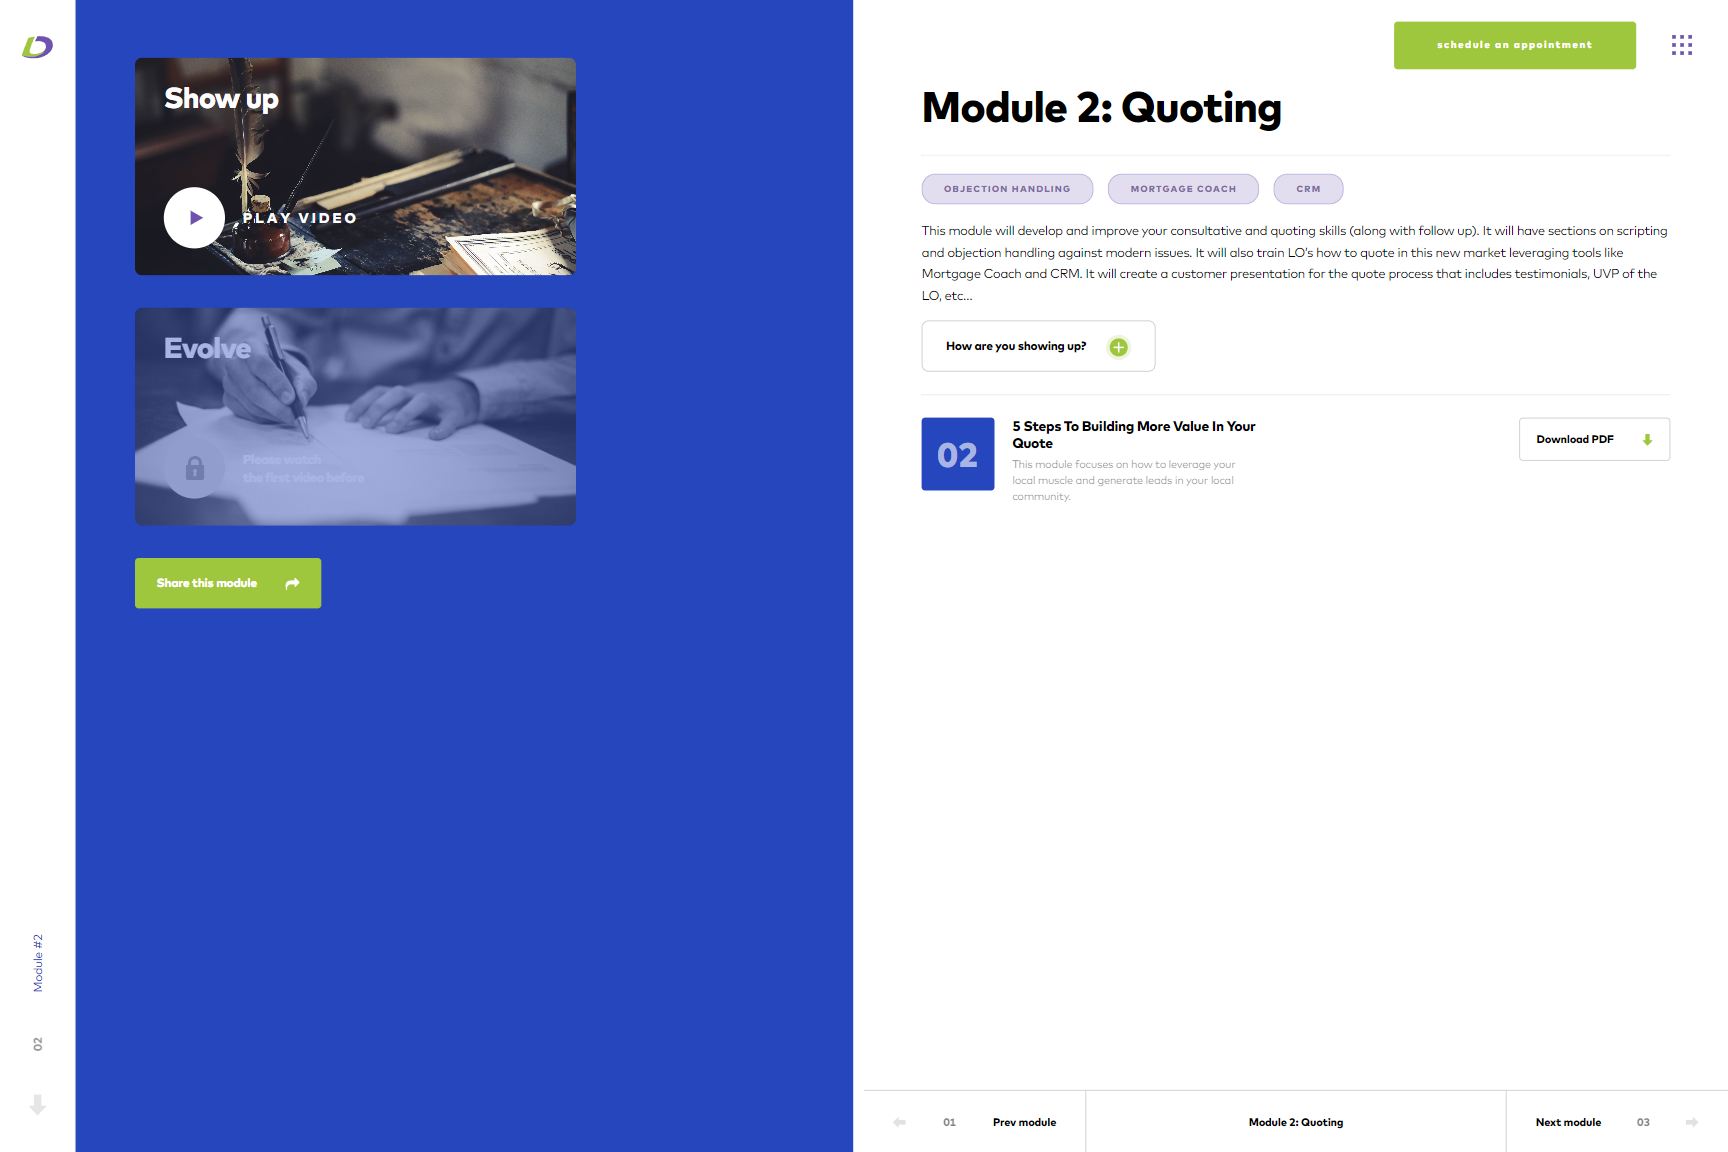 Show up
PLAY VIDEO
Evolve
Please watch
the first video before
Share this module
Module #2
02
schedule an appointment
Module 2: Quoting
OBJECTION HANDLING
MORTGAGE COACH
CRM
This module will develop and improve your consultative and quoting skills (along with follow up). It will have sections on scripting
and objection handling against modern issues. It will also train LO's how to quote in this new market leveraging tools like
Mortgage Coach and CRM. It will create a customer presentation for the quote process that includes testimonials, UVP of the
LO, etc...
How are you showing up?
02
5 Steps To Building More Value In Your
Quote
This module focuses on how to leverage your
local muscle and generate leads in your local
community.
Download PDF
01
Prev module
Module 2: Quoting
Next module
03